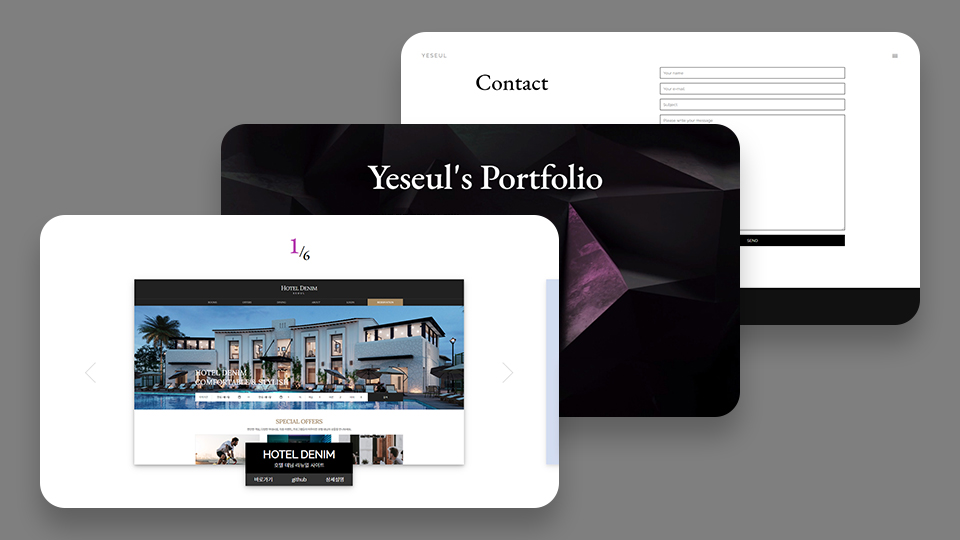 YESEUL
Contact
Your name
Your e-mail
Subject
Please write your message
SEND
Yeseul's Portfolio
1/6
HOTEL DENIM
SEOUL
ABOUT
HOTEL DENIM
COMFORTABLE & STYLISH
SPECIAL OFFERS
HOTEL DENIM
호텔 데님 리뉴얼 사이트
바로가기 github 상세설명